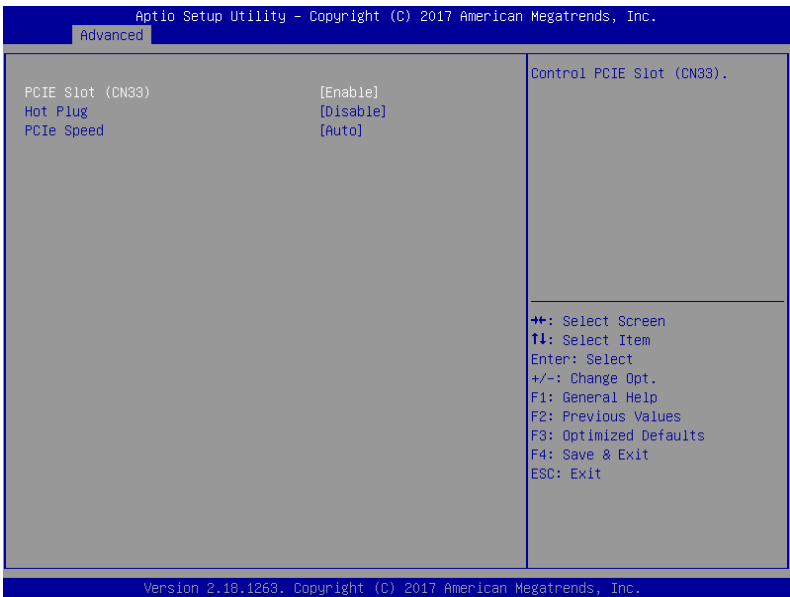 Aptio Setup Utility – Copyright (C) 2017 American Megatrends, Inc.
Advanced
PCIE Slot (CN33) [Enable]
Hot Plug [Disable]
PCIe Speed [Auto]
Control PCIE Slot (CN33).
→←: Select Screen
↑↓: Select Item
Enter: Select
+/-: Change Opt.
F1: General Help
F2: Previous Values
F3: Optimized Defaults
F4: Save & Exit
ESC: Exit
Version 2.18.1263. Copyright (C) 2017 American Megatrends, Inc.